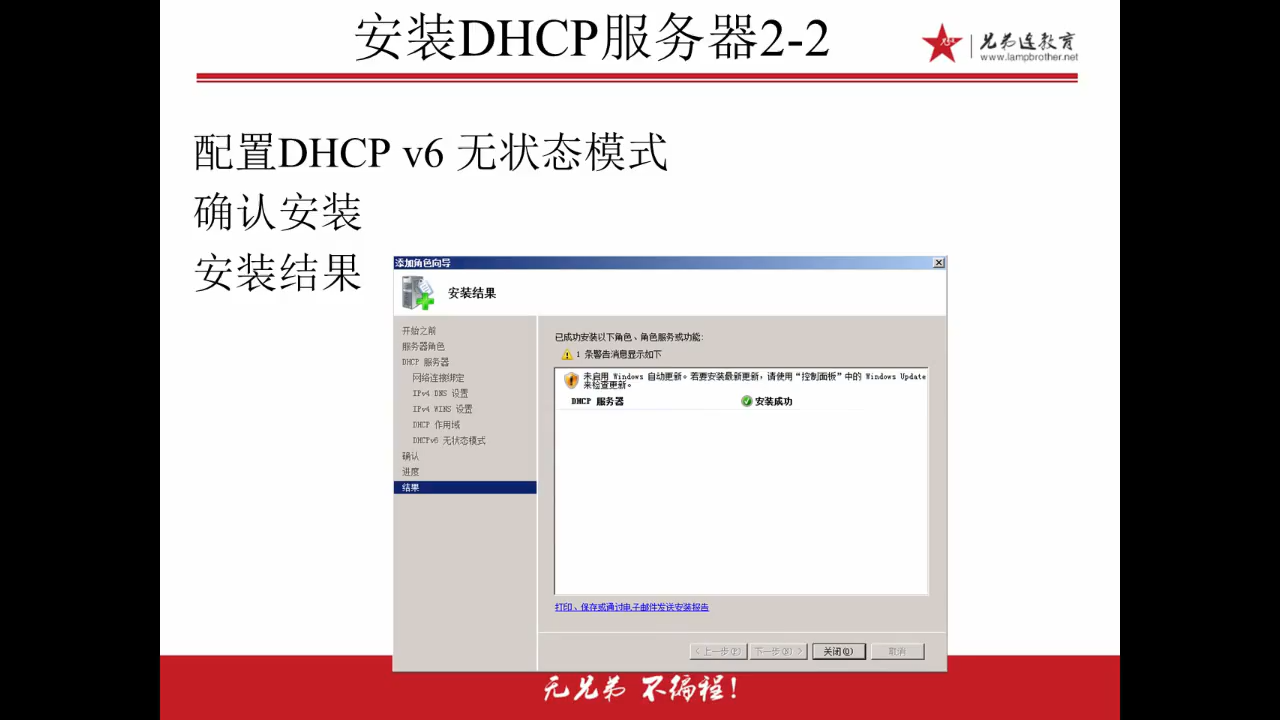 安装DHCP服务器2-2
兄弟连教育
www.lampbrother.net
配置DHCP v6 无状态模式
确认安装
安装结果
添加角色向导
安装结果
开始之前
服务器角色
DHCP 服务器
网络连接绑定
IPv4 DNS 设置
IPv4 WINS 设置
DHCP 作用域
DHCPv6 无状态模式
确认
进度
结果
已成功安装以下角色、角色服务或功能:
1 条警告消息显示如下
未启用 Windows 自动更新。若要安装最新更新，请使用“控制面板”中的 Windows Update
来检查更新。
DHCP 服务器 安装成功
打印、保存或通过电子邮件发送安装报告
< 上一步(P) 下一步(N) > 关闭(O) 取消
无兄弟 不编程!